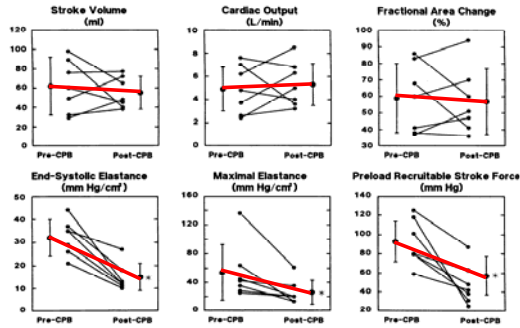 Stroke Volume
(ml)
120
100
80
60
40
20
0
Pre-CPB Post-CPB
Cardiac Output
(L/min)
10
8
6
4
2
0
Pre-CPB Post-CPB
Fractional Area Change
(%)
100
90
80
70
60
50
40
30
Pre-CPB Post-CPB
End-Systolic Elastance
(mm Hg/cm²)
50
40
30
20
10
0
*
Pre-CPB Post-CPB
Maximal Elastance
(mm Hg/cm²)
160
120
80
40
0
*
Pre-CPB Post-CPB
Preload Recruitable Stroke Force
(mm Hg)
140
120
100
80
60
40
20
*
Pre-CPB Post-CPB